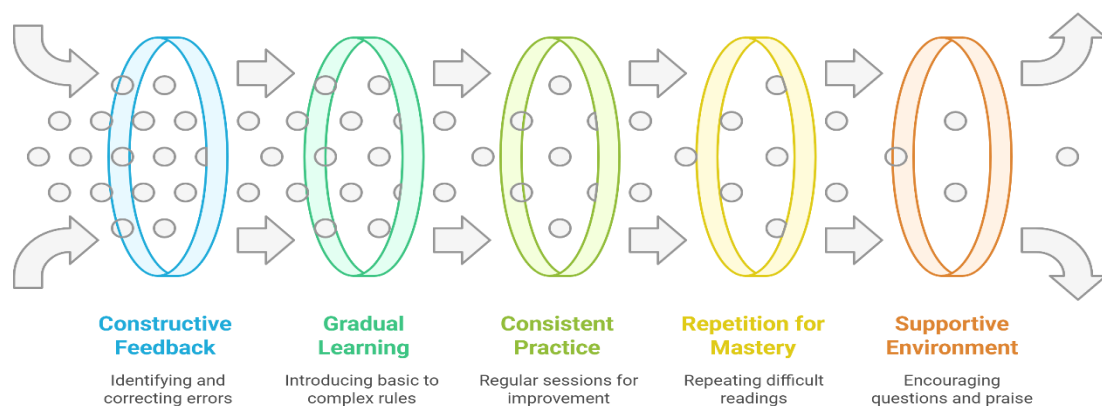 Constructive
Feedback
Identifying and
correcting errors
Gradual
Learning
Introducing basic to
complex rules
Consistent
Practice
Regular sessions for
improvement
Repetition for
Mastery
Repeating difficult
readings
Supportive
Environment
Encouraging
questions and praise